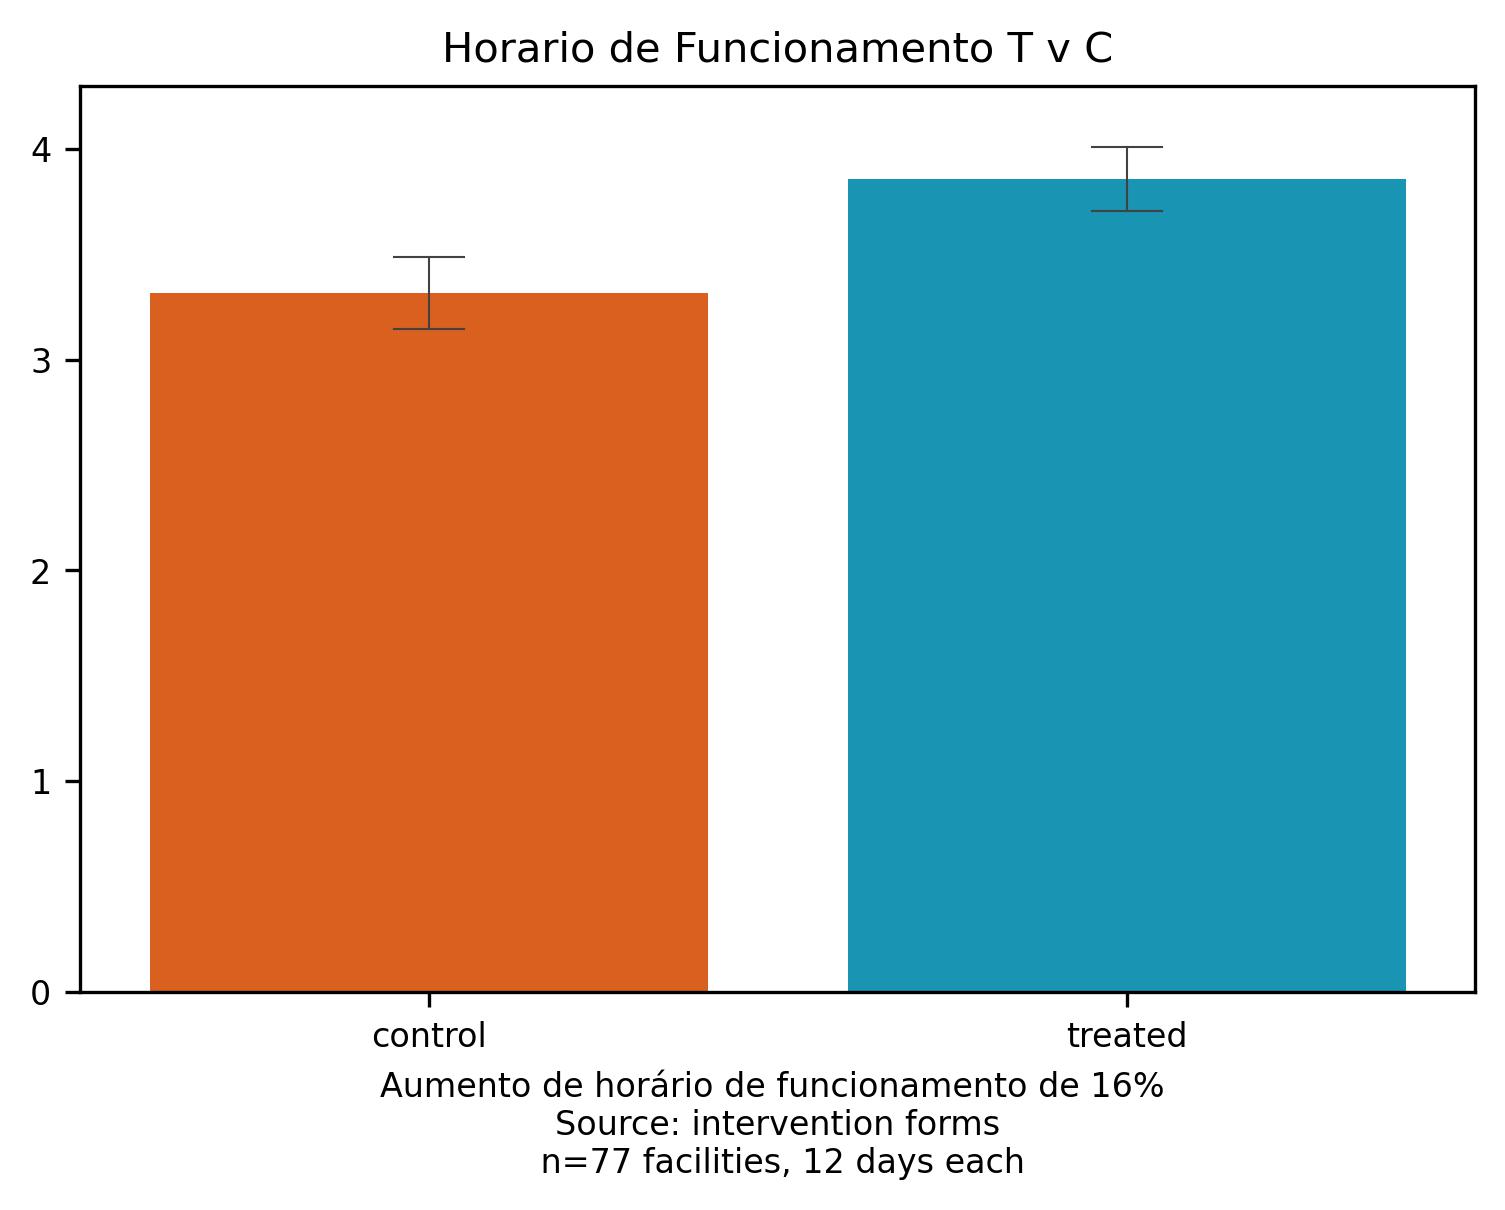 Horario de Funcionamento T v C
4
3
2
1
0
control treated
Aumento de horário de funcionamento de 16%
Source: intervention forms
n=77 facilities, 12 days each